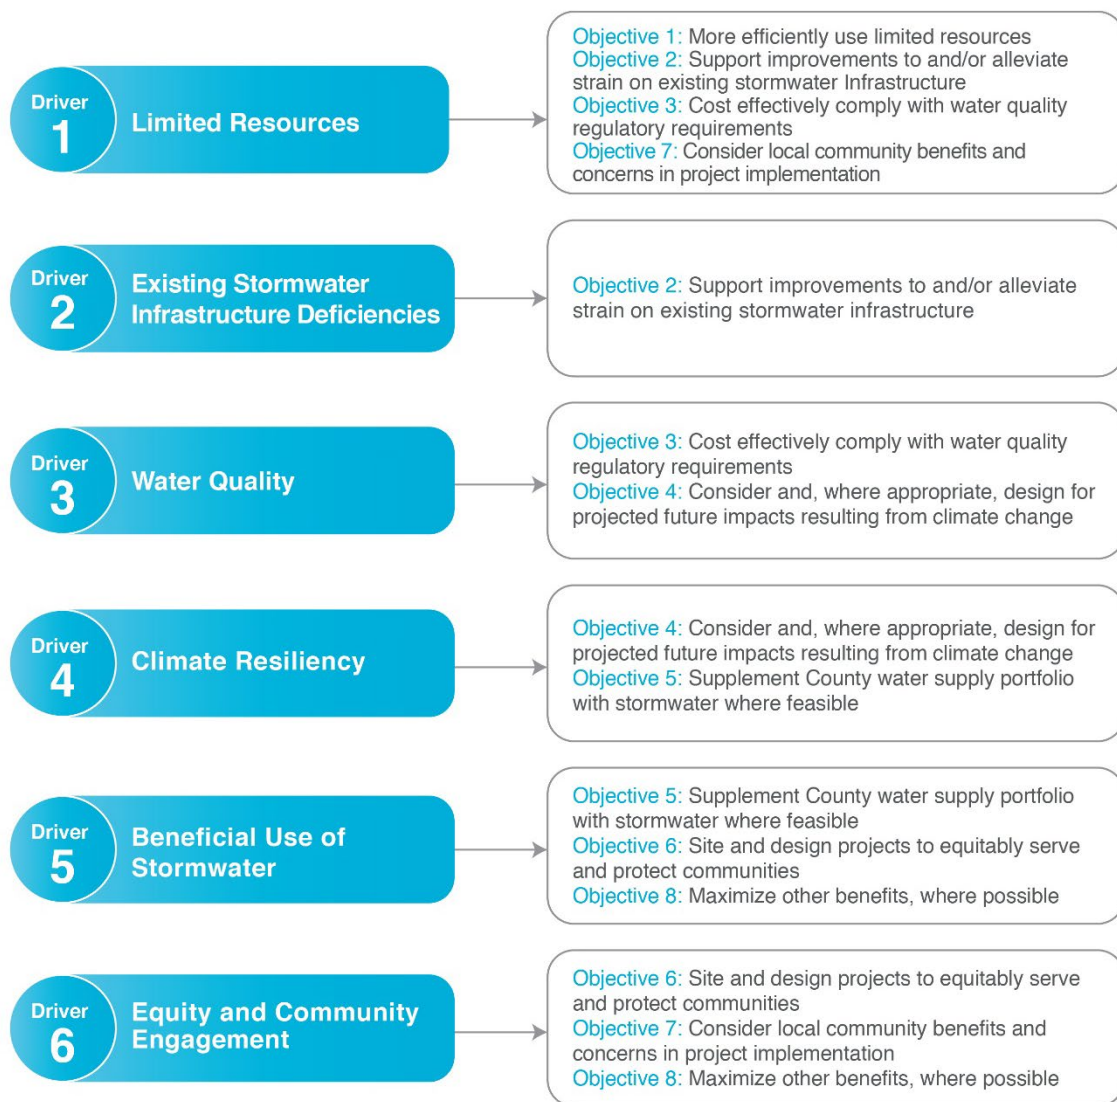 Driver
1
Limited Resources
Objective 1: More efficiently use limited resources
Objective 2: Support improvements to and/or alleviate
strain on existing stormwater Infrastructure
Objective 3: Cost effectively comply with water quality
regulatory requirements
Objective 7: Consider local community benefits and
concerns in project implementation
Driver
2
Existing Stormwater
Infrastructure Deficiencies
Objective 2: Support improvements to and/or alleviate
strain on existing stormwater infrastructure
Driver
3
Water Quality
Objective 3: Cost effectively comply with water quality
regulatory requirements
Objective 4: Consider and, where appropriate, design for
projected future impacts resulting from climate change
Driver
4
Climate Resiliency
Objective 4: Consider and, where appropriate, design for
projected future impacts resulting from climate change
Objective 5: Supplement County water supply portfolio
with stormwater where feasible
Driver
5
Beneficial Use of
Stormwater
Objective 5: Supplement County water supply portfolio
with stormwater where feasible
Objective 6: Site and design projects to equitably serve
and protect communities
Objective 8: Maximize other benefits, where possible
Driver
6
Equity and Community
Engagement
Objective 6: Site and design projects to equitably serve
and protect communities
Objective 7: Consider local community benefits and
concerns in project implementation
Objective 8: Maximize other benefits, where possible